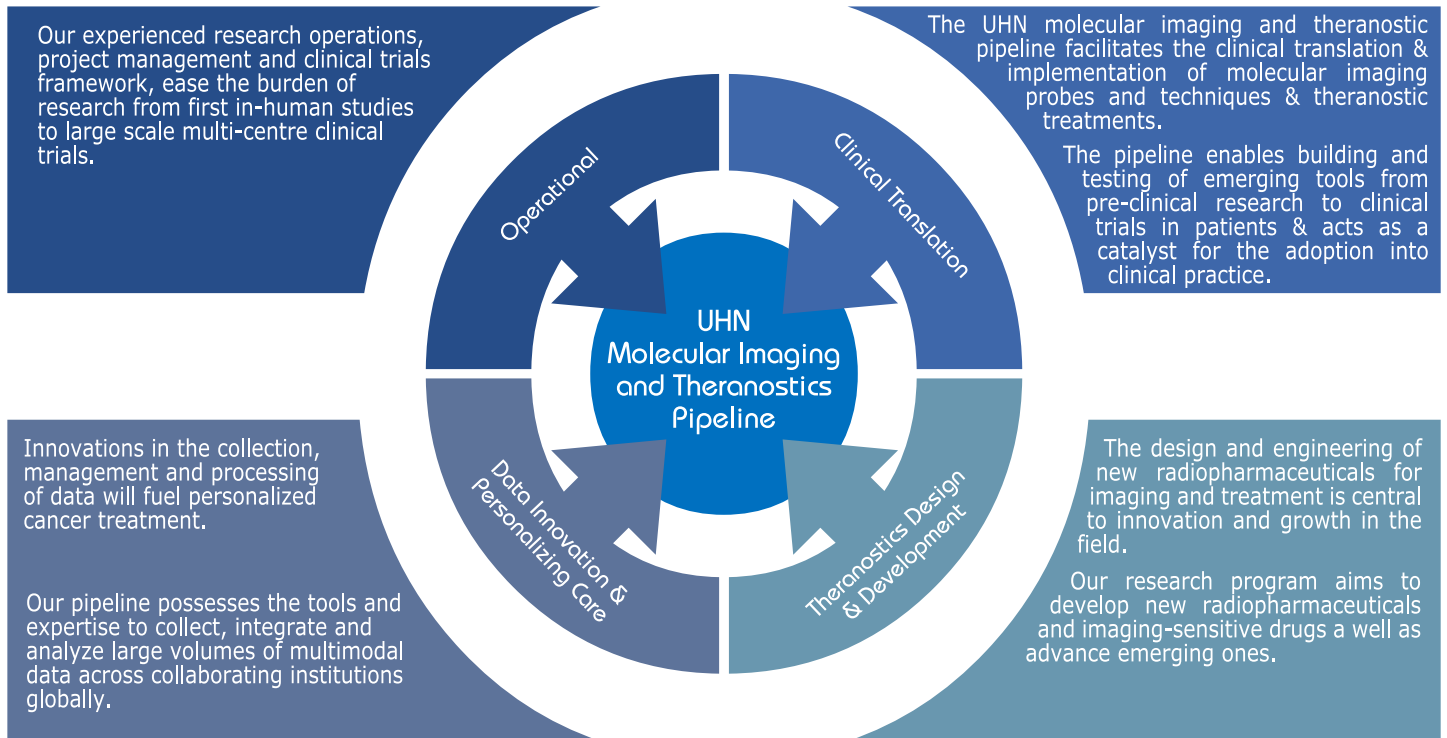 Our experienced research operations,
project management and clinical trials
framework, ease the burden of
research from first in-human studies
to large scale multi-centre clinical
trials.
The UHN molecular imaging and theranostic
pipeline facilitates the clinical translation &
implementation of molecular imaging
probes and techniques & theranostic
treatments.
The pipeline enables building and
testing of emerging tools from
pre-clinical research to clinical
trials in patients & acts as a
catalyst for the adoption into
clinical practice.
Operational
Clinical Translation
UHN
Molecular Imaging
and Theranostics
Pipeline
Data Innovation &
Personalizing Care
Theranostics Design
& Development
Innovations in the collection,
management and processing
of data will fuel personalized
cancer treatment.
Our pipeline possesses the tools and
expertise to collect, integrate and
analyze large volumes of multimodal
data across collaborating institutions
globally.
The design and engineering of
new radiopharmaceuticals for
imaging and treatment is central
to innovation and growth in the
field.
Our research program aims to
develop new radiopharmaceuticals
and imaging-sensitive drugs a well as
advance emerging ones.